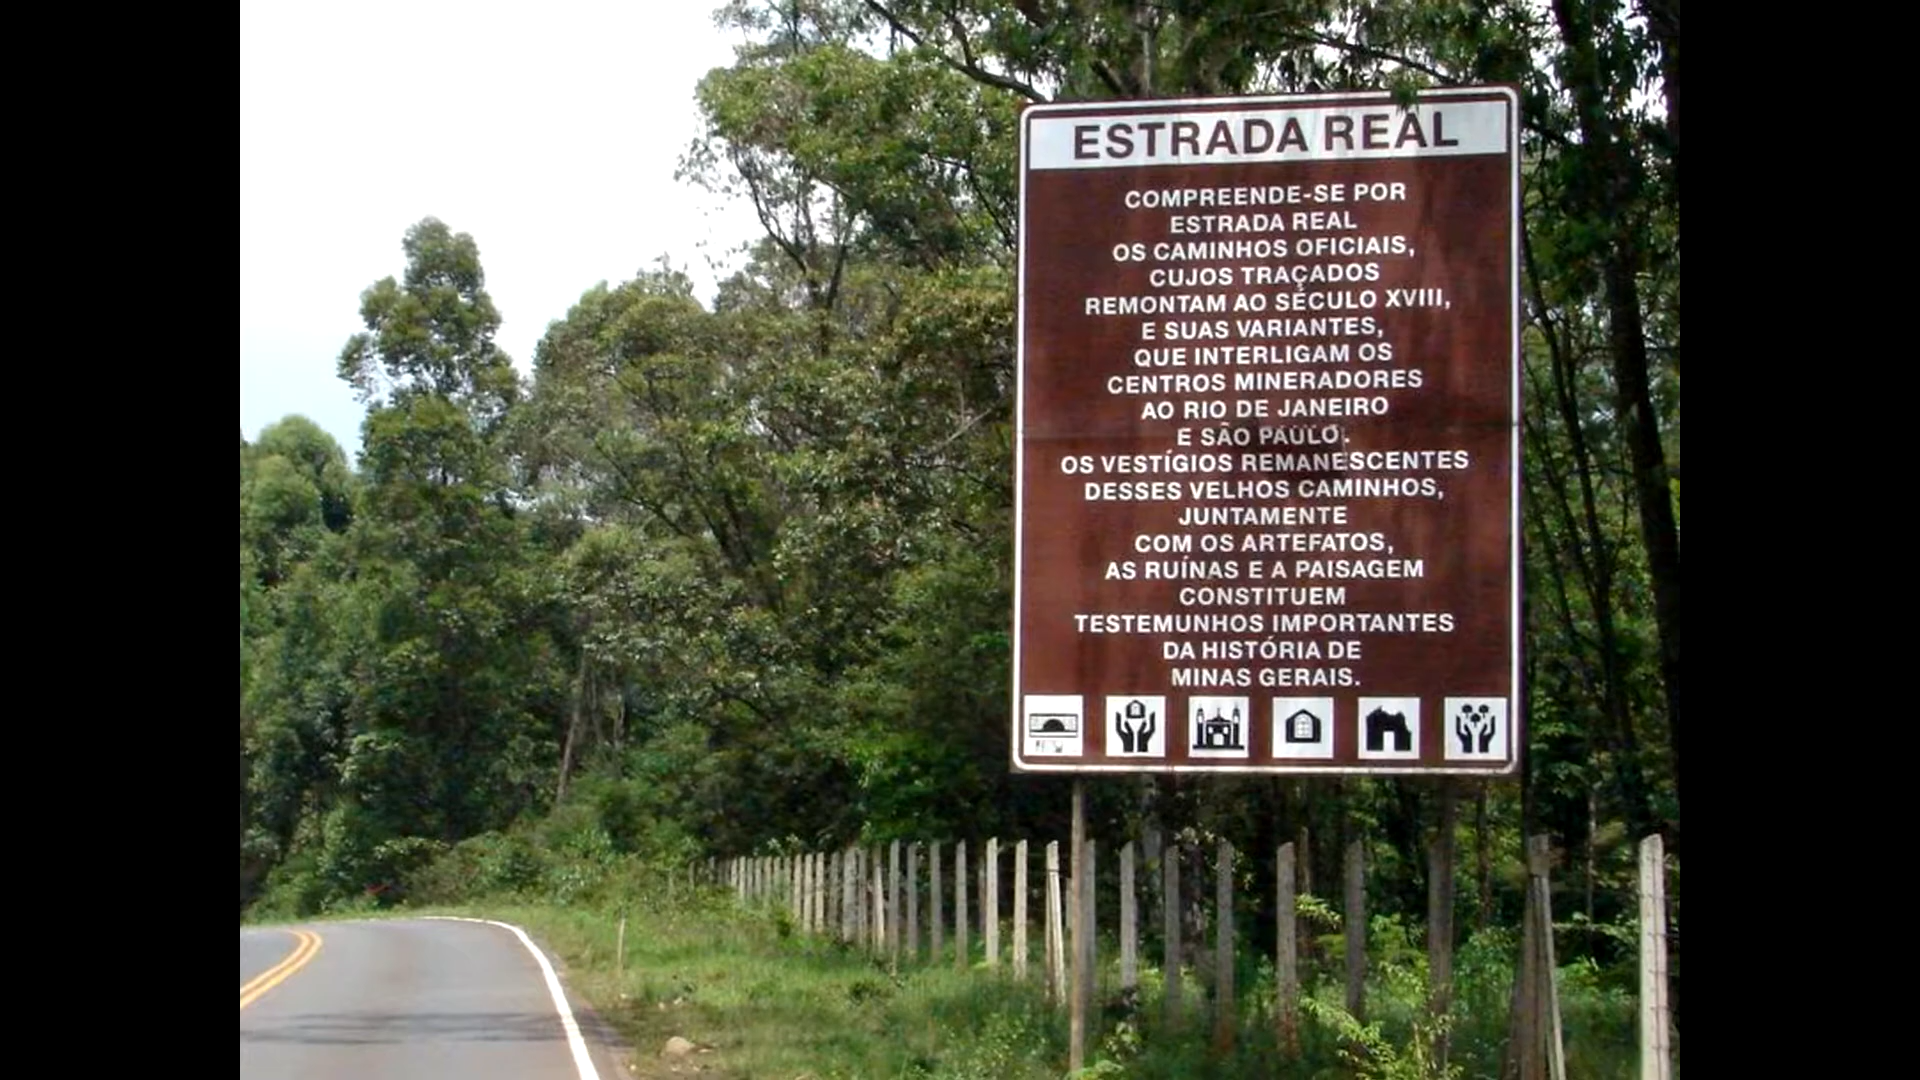 ESTRADA REAL
COMPREENDE-SE POR
ESTRADA REAL
OS CAMINHOS OFICIAIS,
CUJOS TRAÇADOS
REMONTAM AO SÉCULO XVIII,
E SUAS VARIANTES,
QUE INTERLIGAM OS
CENTROS MINERADORES
AO RIO DE JANEIRO
E SÃO PAULO.
OS VESTÍGIOS REMANESCENTES
DESSES VELHOS CAMINHOS,
JUNTAMENTE
COM OS ARTEFATOS,
AS RUÍNAS E A PAISAGEM
CONSTITUEM
TESTEMUNHOS IMPORTANTES
DA HISTÓRIA DE
MINAS GERAIS.